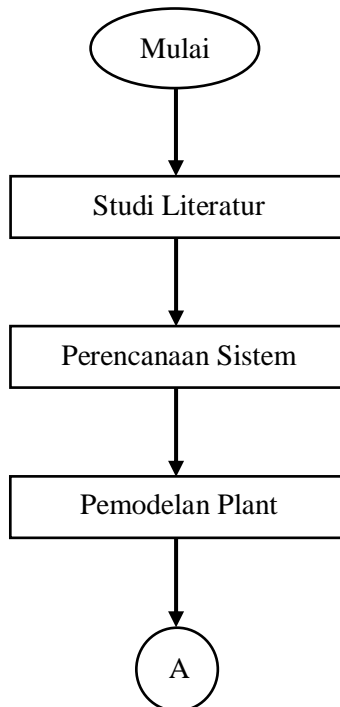 Mulai
Studi Literatur
Perencanaan Sistem
Pemodelan Plant
A